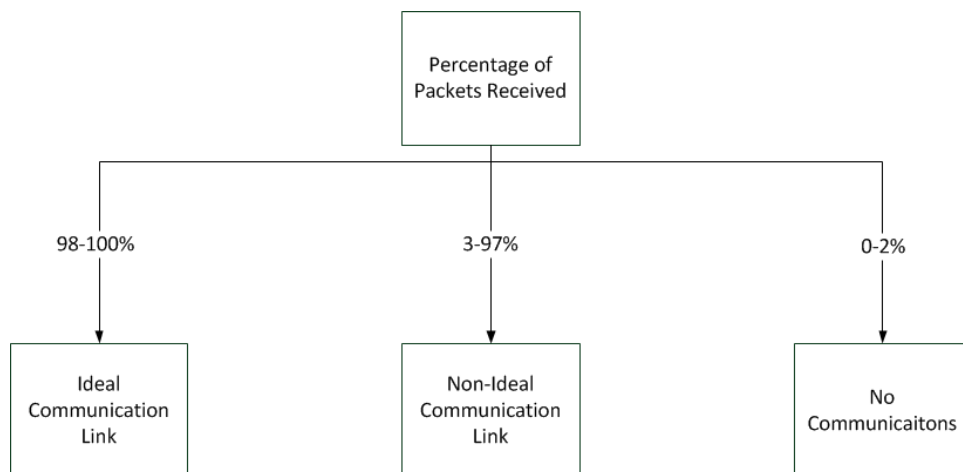 Percentage of
Packets Received
98-100%
3-97%
0-2%
Ideal
Communication
Link
Non-Ideal
Communication
Link
No
Communicaitons